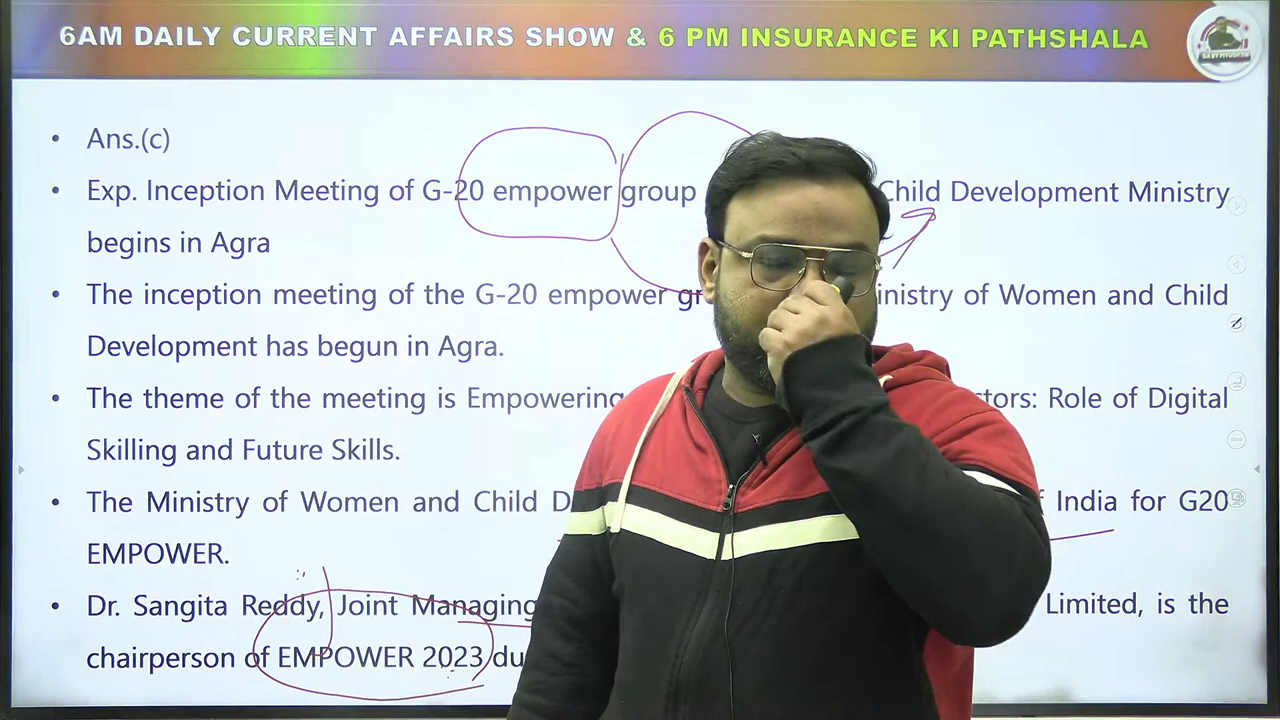 6AM DAILY CURRENT AFFAIRS SHOW & 6 PM INSURANCE KI PATHSHALA
• Ans.(c)
• Exp. Inception Meeting of G-20 empower group Child Development Ministry
begins in Agra
• The inception meeting of the G-20 empower inistry of Women and Child
Development has begun in Agra.
• The theme of the meeting is Empowering ctors: Role of Digital
Skilling and Future Skills.
• The Ministry of Women and Child India for G20
EMPOWER.
• Dr. Sangita Reddy, Joint Managing Limited, is the
chairperson of EMPOWER 2023